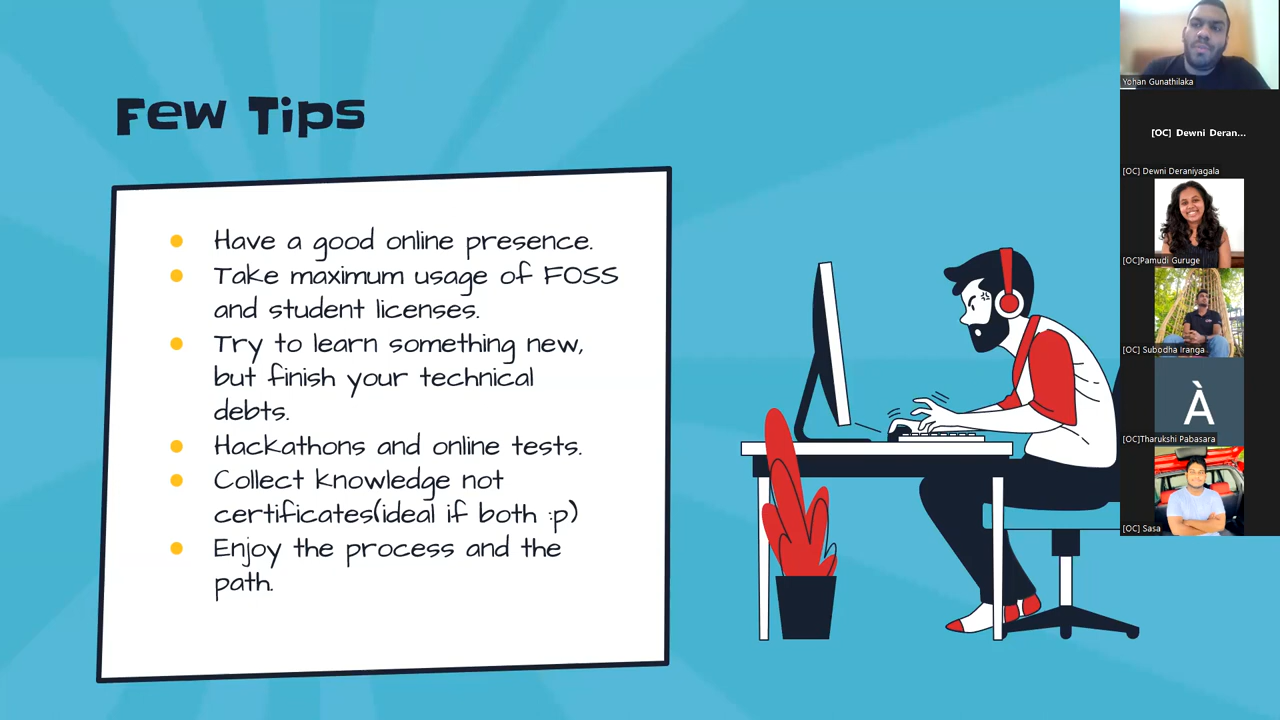 Few Tips
Have a good online presence.
Take maximum usage of FOSS
and student licenses.
Try to learn something new,
but finish your technical
debts.
Hackathons and online tests.
Collect knowledge not
certificates(ideal if both :p)
Enjoy the process and the
path.
Yohan Gunathilaka
[OC] Dewni Deran...
[OC] Dewni Deraniyagala
[OC]Pamudi Guruge
[OC] Subodha Iranga
À
[OC]Tharukshi Pabasara
[OC] Sasa